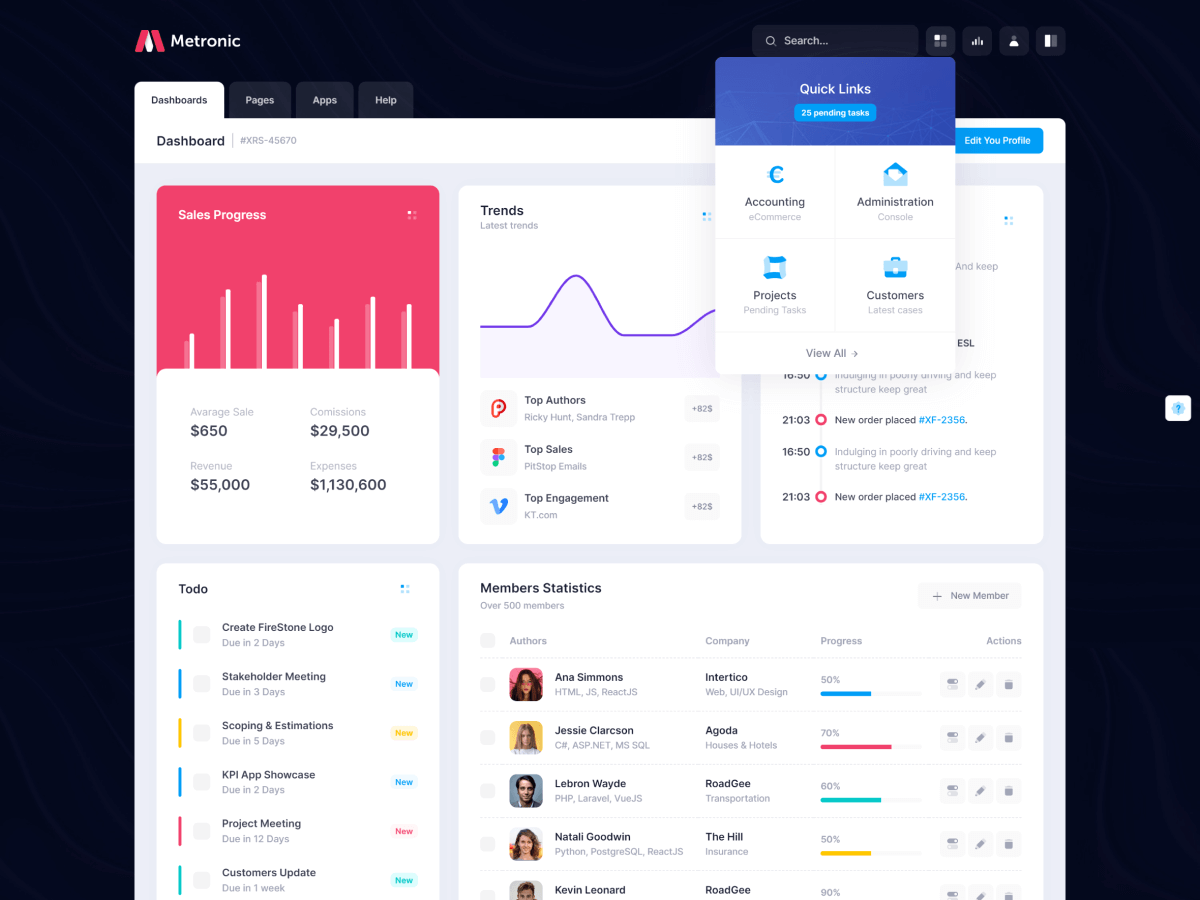 Metronic
Search...
Dashboards
Pages
Apps
Help
Quick Links
25 pending tasks
Accounting
eCommerce
Administration
Console
Projects
Pending Tasks
Customers
Latest cases
View All →
Dashboard
#XRS-45670
Edit You Profile
Sales Progress
Avarage Sale
$650
Comissions
$29,500
Revenue
$55,000
Expenses
$1,130,600
Trends
Latest trends
Top Authors
Ricky Hunt, Sandra Trepp
+82$
Top Sales
PitStop Emails
+82$
Top Engagement
KT.com
+82$
And keep
ESL
16:50
Indulging in poorly driving and keep
structure keep great
21:03
New order placed #XF-2356.
16:50
Indulging in poorly driving and keep
structure keep great
21:03
New order placed #XF-2356.
Todo
Create FireStone Logo
Due in 2 Days
New
Stakeholder Meeting
Due in 3 Days
New
Scoping & Estimations
Due in 5 Days
New
KPI App Showcase
Due in 2 Days
New
Project Meeting
Due in 12 Days
New
Customers Update
Due in 1 week
New
Members Statistics
Over 500 members
+ New Member
Authors
Company
Progress
Actions
Ana Simmons
HTML, JS, ReactJS
Intertico
Web, UI/UX Design
50%
Jessie Clarcson
C#, ASP.NET, MS SQL
Agoda
Houses & Hotels
70%
Lebron Wayde
PHP, Laravel, VueJS
RoadGee
Transportation
60%
Natali Goodwin
Python, PostgreSQL, ReactJS
The Hill
Insurance
50%
Kevin Leonard
RoadGee
90%
?